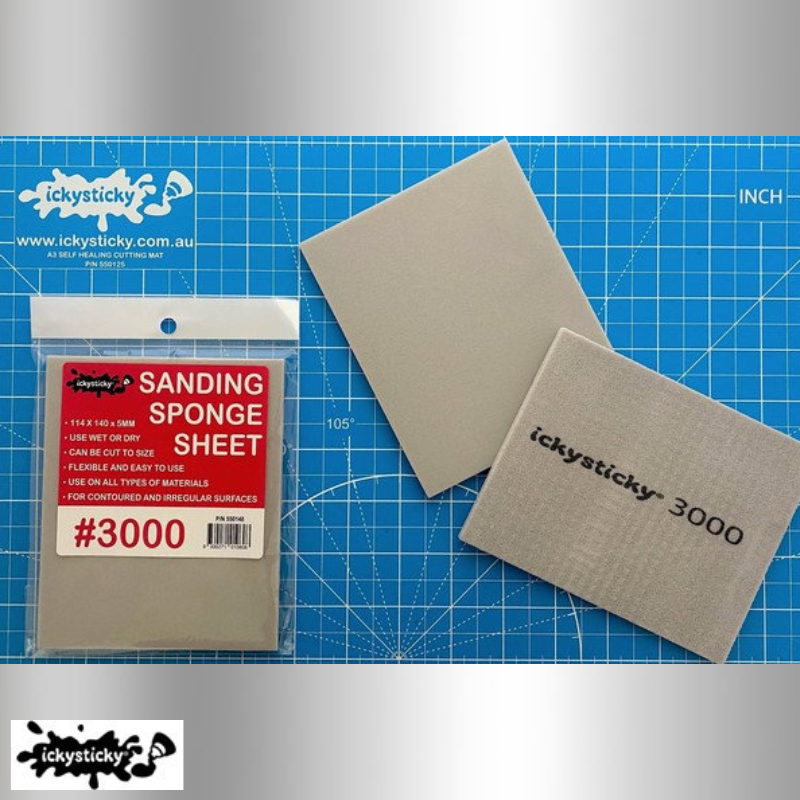 ickysticky
www.ickysticky.com.au
A3 SELF HEALING CUTTING MAT
P/N 550125
INCH
105°
ickysticky
SANDING
SPONGE
SHEET
• 114 X 140 x 5MM
• USE WET OR DRY
• CAN BE CUT TO SIZE
• FLEXIBLE AND EASY TO USE
• USE ON ALL TYPES OF MATERIALS
• FOR CONTOURED AND IRREGULAR SURFACES
#3000
P/N 550148
ickysticky® 3000
ickysticky®